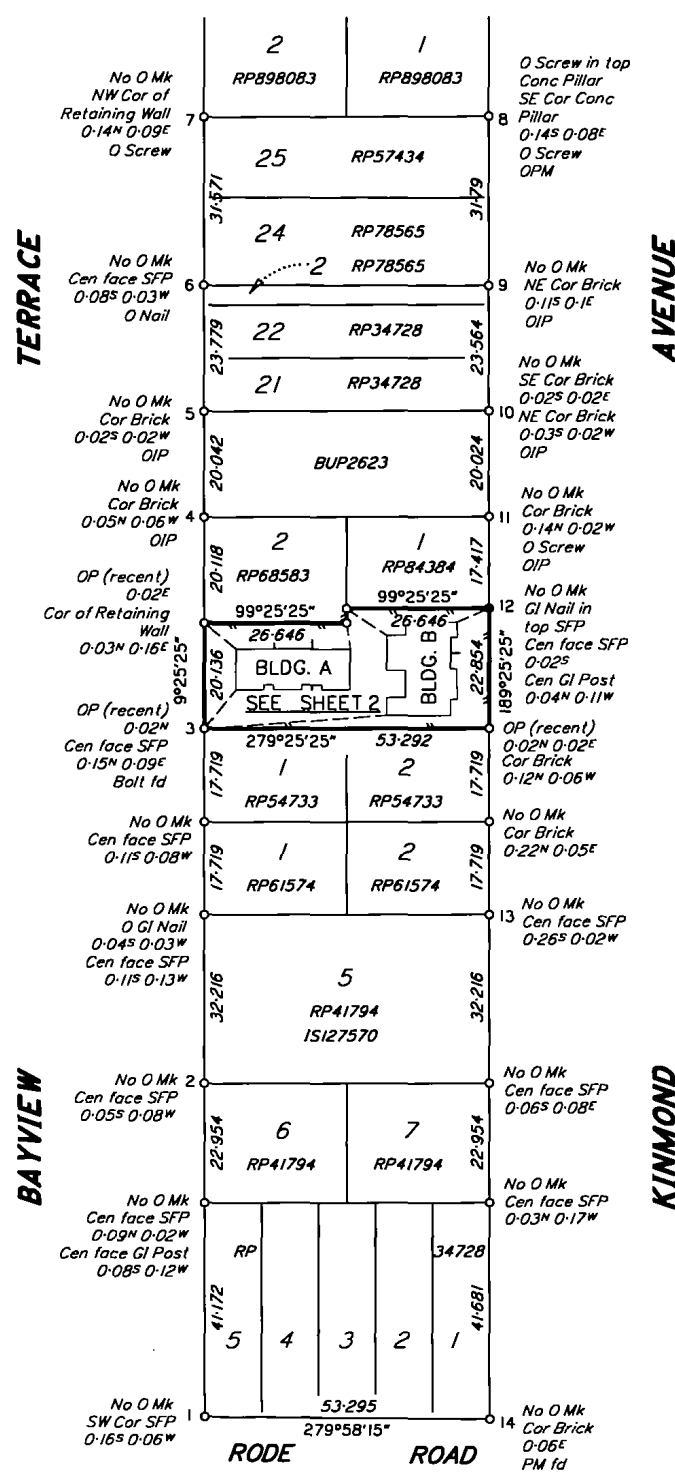 2
RP898083
1
RP898083
No O Mk
NW Cor of
Retaining Wall
0·14N 0·09E
O Screw
7
8
O Screw in top
Conc Pillar
SE Cor Conc
Pillar
0·14S 0·08E
O Screw
OPM
25
RP57434
31·571
31·79
24
RP78565
2
RP78565
TERRACE
AVENUE
No O Mk
Cen face SFP
0·08S 0·03W
O Nail
6
9
No O Mk
NE Cor Brick
0·11S 0·1E
OIP
22
RP34728
23·779
23·564
21
RP34728
No O Mk
Cor Brick
0·02S 0·02W
OIP
5
10
No O Mk
SE Cor Brick
0·02S 0·02E
NE Cor Brick
0·03S 0·02W
OIP
20·042
BUP2623
20·024
No O Mk
Cor Brick
0·05N 0·06W
OIP
4
11
No O Mk
Cor Brick
0·14N 0·02W
O Screw
OIP
20·118
2
RP68583
1
RP84384
17·417
OP (recent)
0·02E
Cor of Retaining
Wall
0·03N 0·16E
99°25'25"
26·646
99°25'25"
26·646
12
No O Mk
GI Nail in
top SFP
Cen face SFP
0·02S
Cen GI Post
0·04N 0·11W
9°25'25"
20·136
BLDG. A
BLDG. B
22·854
189°25'25"
SEE SHEET 2
OP (recent)
0·02N
Cen face SFP
0·15N 0·09E
Bolt fd
3
279°25'25"
53·292
OP (recent)
0·02N 0·02E
Cor Brick
0·12N 0·06W
17·719
1
RP54733
2
RP54733
17·719
No O Mk
Cen face SFP
0·11S 0·08W
No O Mk
Cor Brick
0·22N 0·05E
17·719
1
RP61574
2
RP61574
17·719
No O Mk
O GI Nail
0·04S 0·03W
Cen face SFP
0·11S 0·13W
13
No O Mk
Cen face SFP
0·26S 0·02W
32·216
5
RP41794
IS127570
32·216
BAYVIEW
KINMOND
No O Mk
Cen face SFP
0·05S 0·08W
2
No O Mk
Cen face SFP
0·06S 0·08E
22·954
6
RP41794
7
RP41794
22·954
No O Mk
Cen face SFP
0·09N 0·02W
Cen face GI Post
0·08S 0·12W
No O Mk
Cen face SFP
0·03N 0·17W
RP
34728
41·172
41·681
5
4
3
2
1
No O Mk
SW Cor SFP
0·16S 0·06W
1
53·295
279°58'15"
14
No O Mk
Cor Brick
0·06E
PM fd
RODE
ROAD